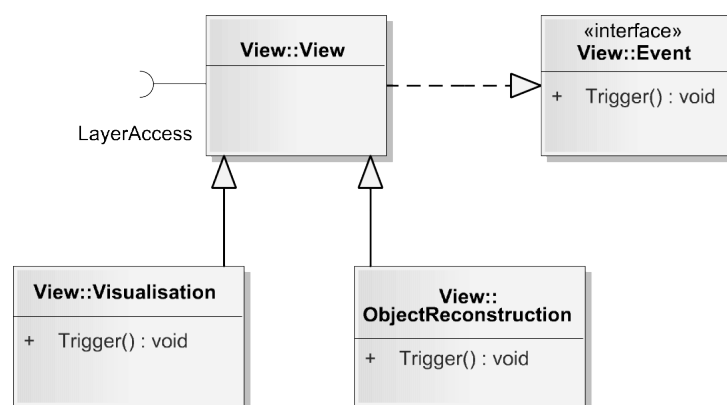 View::View
«interface»
View::Event
+ Trigger() : void
LayerAccess
View::Visualisation
+ Trigger() : void
View::
ObjectReconstruction
+ Trigger() : void